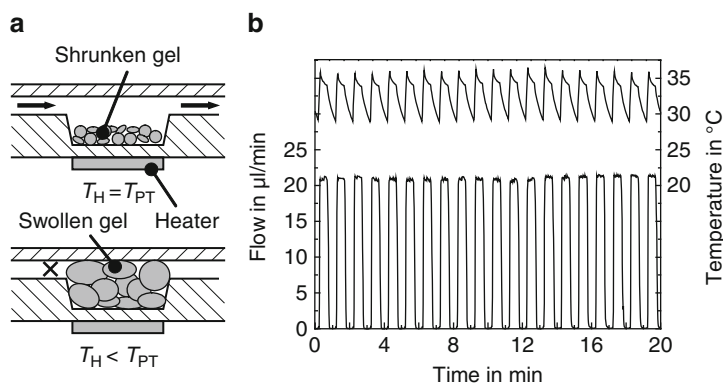 a
Shrunken gel
T_H = T_PT
Heater
Swollen gel
T_H < T_PT
b
Flow in µl/min
25
20
15
10
5
0
35
30
25
20
Temperature in °C
0 4 8 12 16 20
Time in min